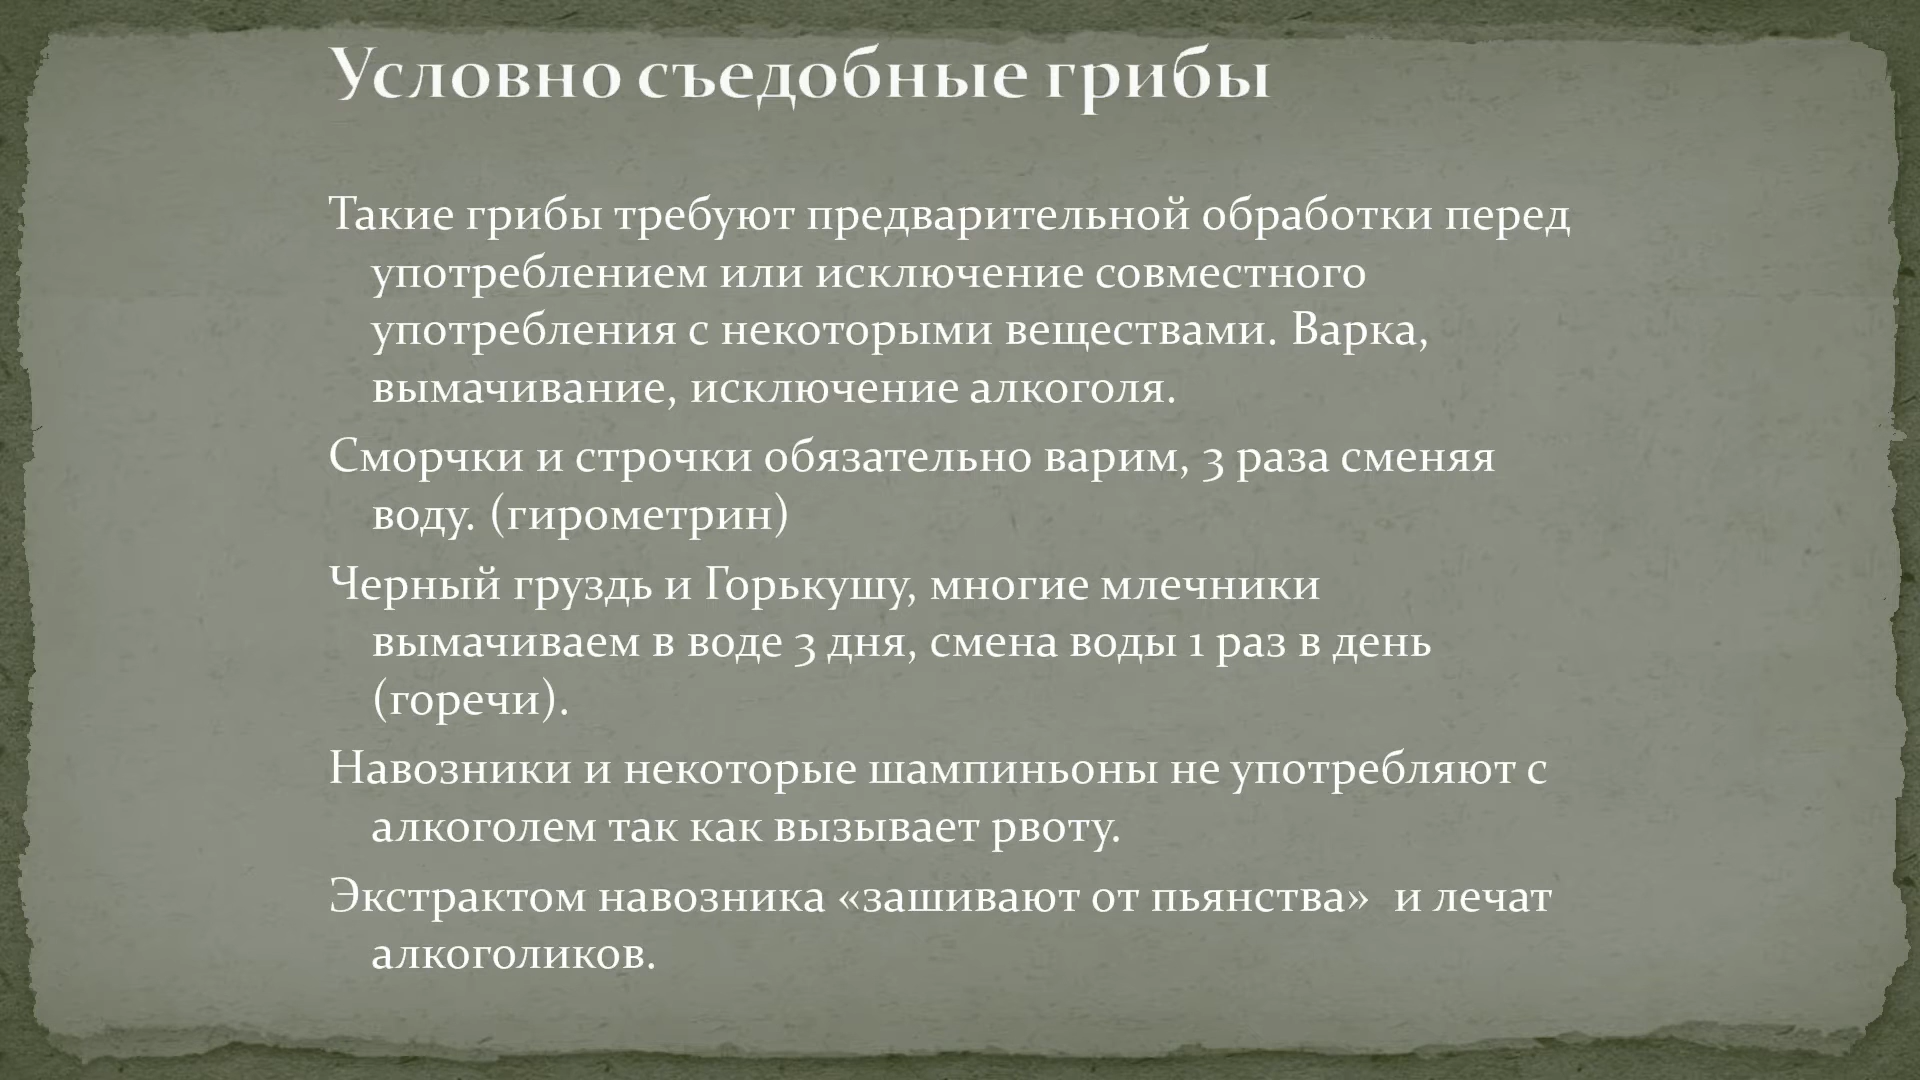 Условно съедобные грибы
Такие грибы требуют предварительной обработки перед
употреблением или исключение совместного
употребления с некоторыми веществами. Варка,
вымачивание, исключение алкоголя.
Сморчки и строчки обязательно варим, 3 раза сменяя
воду. (гирометрин)
Черный груздь и Горькушу, многие млечники
вымачиваем в воде 3 дня, смена воды 1 раз в день
(горечи).
Навозники и некоторые шампиньоны не употребляют с
алкоголем так как вызывает рвоту.
Экстрактом навозника «зашивают от пьянства»  и лечат
алкоголиков.